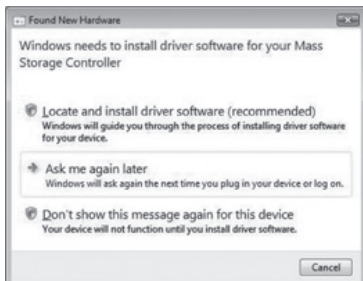 Found New Hardware
Windows needs to install driver software for your Mass
Storage Controller
Locate and install driver software (recommended)
Windows will guide you through the process of installing driver software
for your device.
Ask me again later
Windows will ask again the next time you plug in your device or log on.
Don't show this message again for this device
Your device will not function until you install driver software.
Cancel